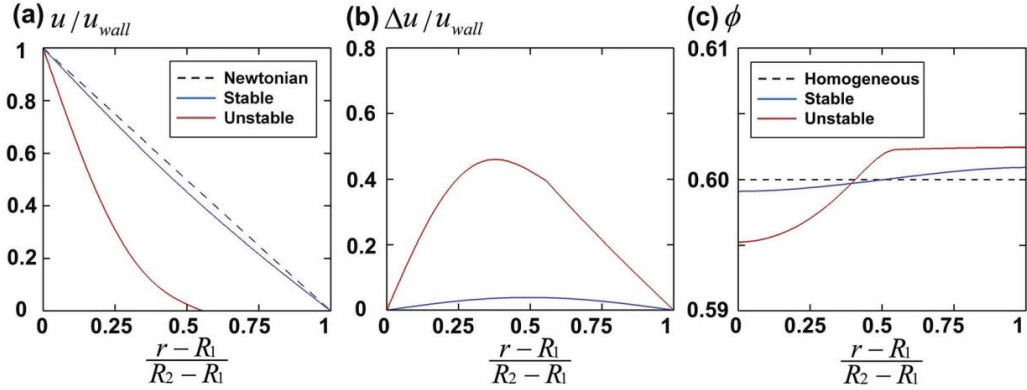 (a) u / u_wall
1
0.8
0.6
0.4
0.2
0
0 0.25 0.5 0.75 1
Newtonian
Stable
Unstable
r − R₁
R₂ − R₁
(b) Δu / u_wall
0.8
0.6
0.4
0.2
0
0 0.25 0.5 0.75 1
r − R₁
R₂ − R₁
(c) ϕ
0.61
0.60
0.59
0 0.25 0.5 0.75 1
Homogeneous
Stable
Unstable
r − R₁
R₂ − R₁